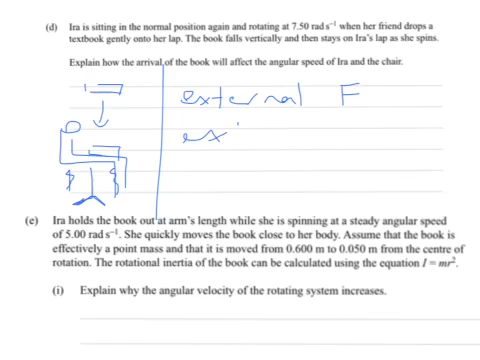 (d) Ira is sitting in the normal position again and rotating at 7.50 rad s⁻¹ when her friend drops a
textbook gently onto her lap. The book falls vertically and then stays on Ira's lap as she spins.
Explain how the arrival of the book will affect the angular speed of Ira and the chair.
external F
ex
(e) Ira holds the book out at arm's length while she is spinning at a steady angular speed
of 5.00 rad s⁻¹. She quickly moves the book close to her body. Assume that the book is
effectively a point mass and that it is moved from 0.600 m to 0.050 m from the centre of
rotation. The rotational inertia of the book can be calculated using the equation I = mr².
(i) Explain why the angular velocity of the rotating system increases.